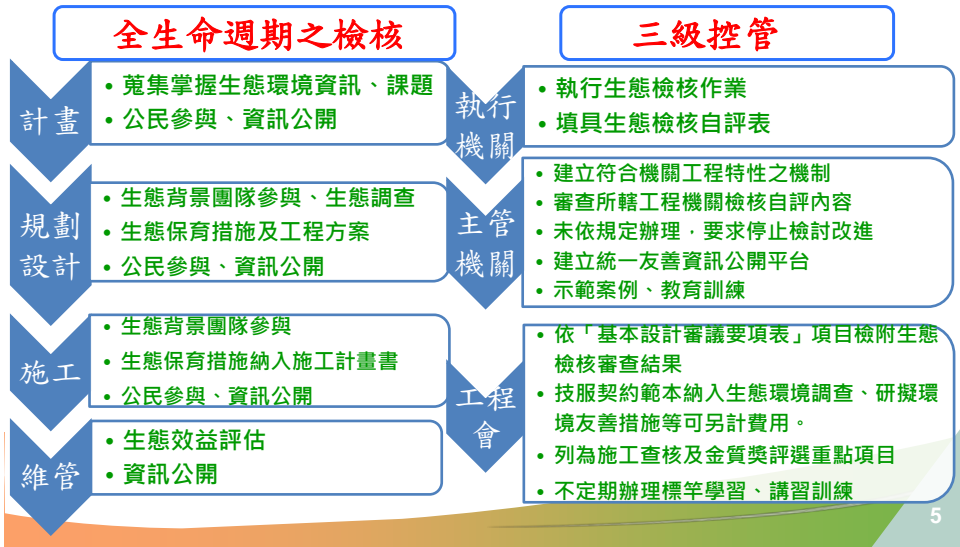 全生命週期之檢核
計畫
• 蒐集掌握生態環境資訊、課題
• 公民參與、資訊公開
規劃
設計
• 生態背景團隊參與、生態調查
• 生態保育措施及工程方案
• 公民參與、資訊公開
施工
• 生態背景團隊參與
• 生態保育措施納入施工計畫書
• 公民參與、資訊公開
維管
• 生態效益評估
• 資訊公開
三級控管
執行
機關
• 執行生態檢核作業
• 填具生態檢核自評表
主管
機關
• 建立符合機關工程特性之機制
• 審查所轄工程機關檢核自評內容
• 未依規定辦理，要求停止檢討改進
• 建立統一友善資訊公開平台
• 示範案例、教育訓練
工程
會
• 依「基本設計審議要項表」項目檢附生態
檢核審查結果
• 技服契約範本納入生態環境調查、研擬環
境友善措施等可另計費用。
• 列為施工查核及金質獎評選重點項目
• 不定期辦理標竿學習、講習訓練
5